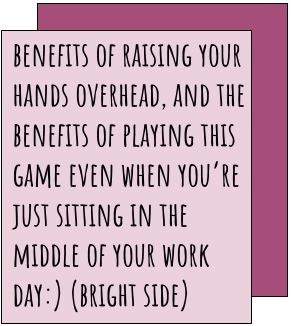 BENEFITS OF RAISING YOUR
HANDS OVERHEAD, AND THE
BENEFITS OF PLAYING THIS
GAME EVEN WHEN YOU'RE
JUST SITTING IN THE
MIDDLE OF YOUR WORK
DAY:) (BRIGHT SIDE)